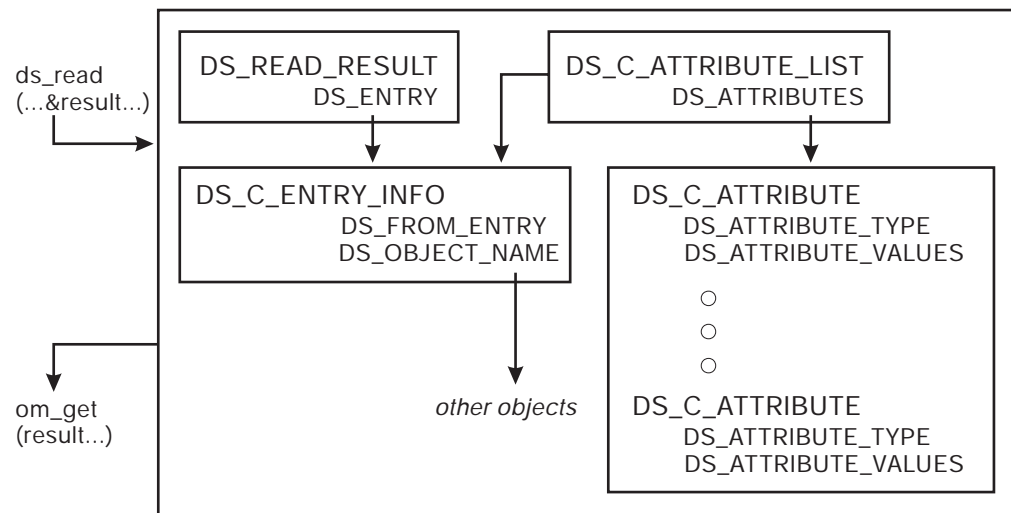 ds_read
(...&result...)
DS_READ_RESULT
DS_ENTRY
DS_C_ATTRIBUTE_LIST
DS_ATTRIBUTES
DS_C_ENTRY_INFO
DS_FROM_ENTRY
DS_OBJECT_NAME
DS_C_ATTRIBUTE
DS_ATTRIBUTE_TYPE
DS_ATTRIBUTE_VALUES
DS_C_ATTRIBUTE
DS_ATTRIBUTE_TYPE
DS_ATTRIBUTE_VALUES
other objects
om_get
(result...)